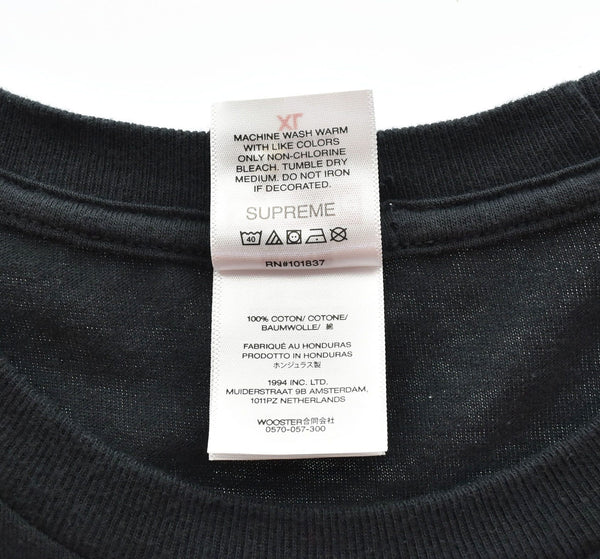 XL
MACHINE WASH WARM
WITH LIKE COLORS
ONLY NON-CHLORINE
BLEACH. TUMBLE DRY
MEDIUM. DO NOT IRON
IF DECORATED.
SUPREME
40
RN#101837
100% COTON/ COTONE/
BAUMWOLLE/ 綿
FABRIQUÉ AU HONDURAS
PRODOTTO IN HONDURAS
ホンジュラス製
1994 INC. LTD.
MUIDERSTRAAT 9B AMSTERDAM,
1011PZ NETHERLANDS
WOOSTER合同会社
0570-057-300